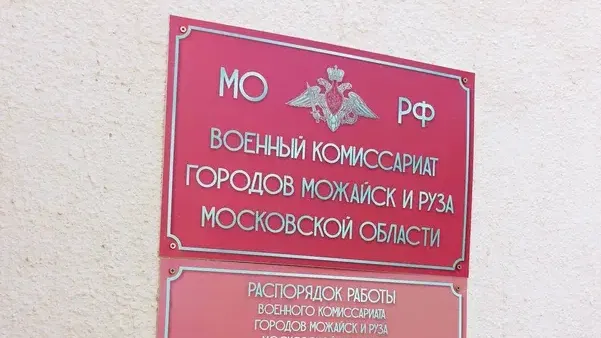 МО РФ
ВОЕННЫЙ КОМИССАРИАТ
ГОРОДОВ МОЖАЙСК И РУЗА
МОСКОВСКОЙ ОБЛАСТИ
РАСПОРЯДОК РАБОТЫ
ВОЕННОГО КОМИССАРИАТА
ГОРОДОВ МОЖАЙСК И РУЗА